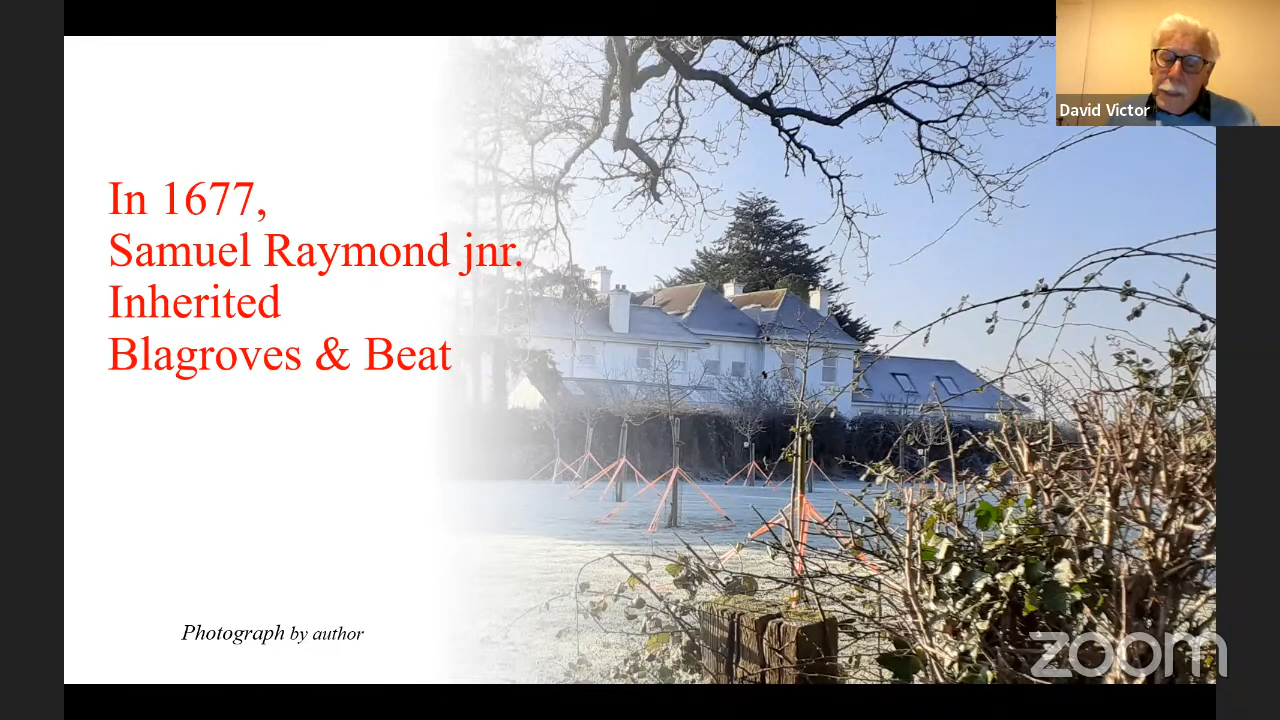 David Victor
In 1677,
Samuel Raymond jnr.
Inherited
Blagroves & Beat
Photograph by author
zoom